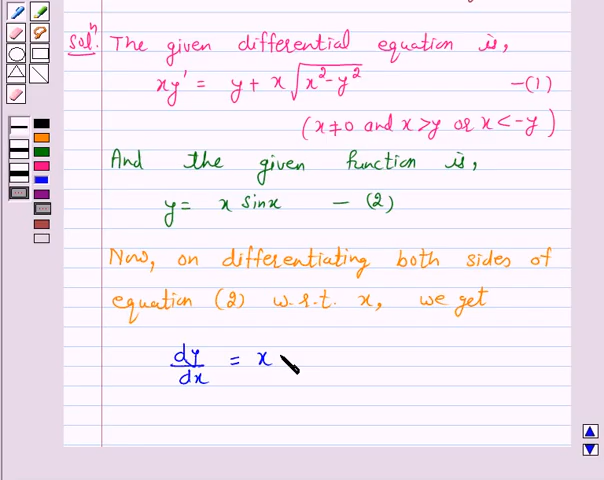 Solⁿ. The given differential equation is,
xy' = y + x √(x² - y²) -(1)
(x ≠ 0 and x > y or x < -y)
And the given function is,
y = x sinx - (2)
Now, on differentiating both sides of
equation (2) w.r.t. x, we get
dy/dx = x